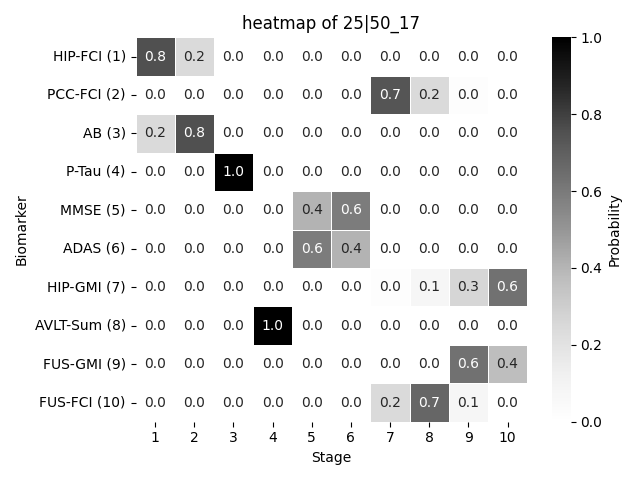 heatmap of 25|50_17
HIP-FCI (1) 0.8 0.2 0.0 0.0 0.0 0.0 0.0 0.0 0.0 0.0
PCC-FCI (2) 0.0 0.0 0.0 0.0 0.0 0.0 0.7 0.2 0.0 0.0
AB (3) 0.2 0.8 0.0 0.0 0.0 0.0 0.0 0.0 0.0 0.0
P-Tau (4) 0.0 0.0 1.0 0.0 0.0 0.0 0.0 0.0 0.0 0.0
MMSE (5) 0.0 0.0 0.0 0.0 0.4 0.6 0.0 0.0 0.0 0.0
ADAS (6) 0.0 0.0 0.0 0.0 0.6 0.4 0.0 0.0 0.0 0.0
HIP-GMI (7) 0.0 0.0 0.0 0.0 0.0 0.0 0.0 0.1 0.3 0.6
AVLT-Sum (8) 0.0 0.0 0.0 1.0 0.0 0.0 0.0 0.0 0.0 0.0
FUS-GMI (9) 0.0 0.0 0.0 0.0 0.0 0.0 0.0 0.0 0.6 0.4
FUS-FCI (10) 0.0 0.0 0.0 0.0 0.0 0.0 0.2 0.7 0.1 0.0
1 2 3 4 5 6 7 8 9 10
Stage
Biomarker
1.0
0.8
0.6
0.4
0.2
0.0
Probability